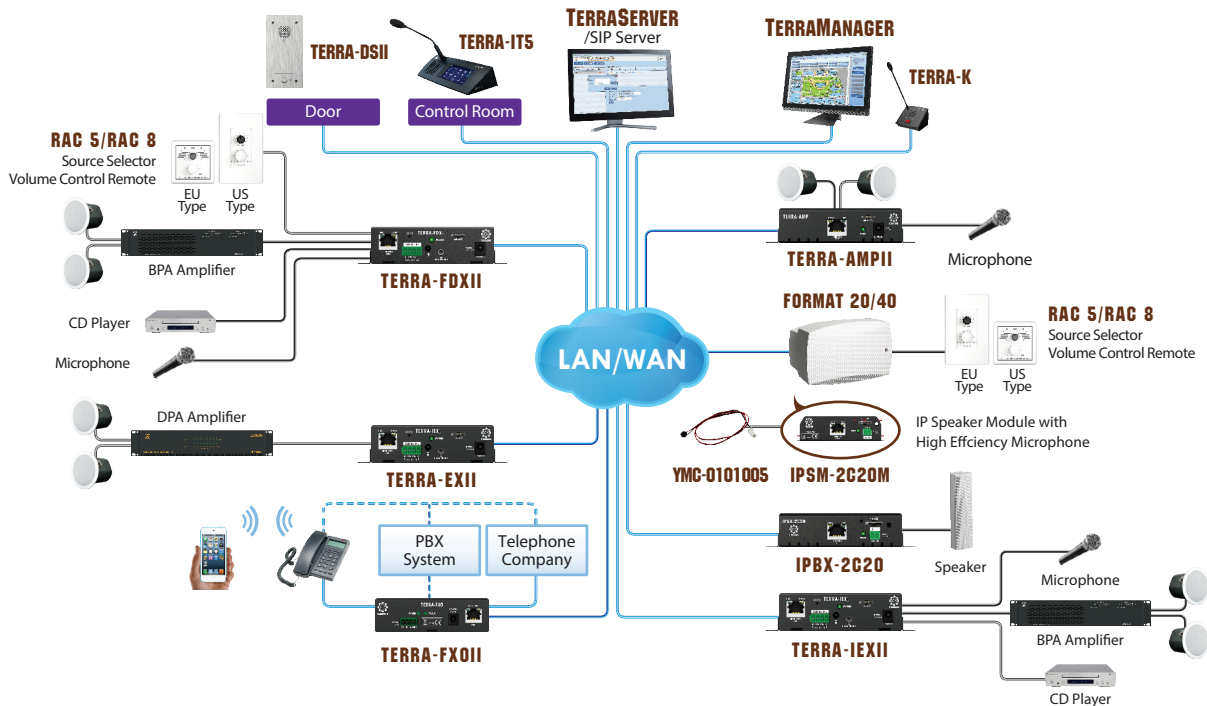 TERRASERVER
/SIP Server
TERRAMANAGER
TERRA-DSII
TERRA-IT5
TERRA-K
Door
Control Room
RAC 5/RAC 8
Source Selector
Volume Control Remote
EU
Type
US
Type
BPA Amplifier
TERRA-FDXII
CD Player
Microphone
TERRA-AMP
TERRA-AMPII
Microphone
FORMAT 20/40
RAC 5/RAC 8
Source Selector
Volume Control Remote
EU
Type
US
Type
LAN/WAN
DPA Amplifier
TERRA-EXII
IP Speaker Module with
High Effciency Microphone
YMC-0101005
IPSM-2C20M
PBX
System
Telephone
Company
TERRA-FXOII
IPBX-2C20
IPBX-2C20
Speaker
Microphone
BPA Amplifier
TERRA-IEXII
CD Player